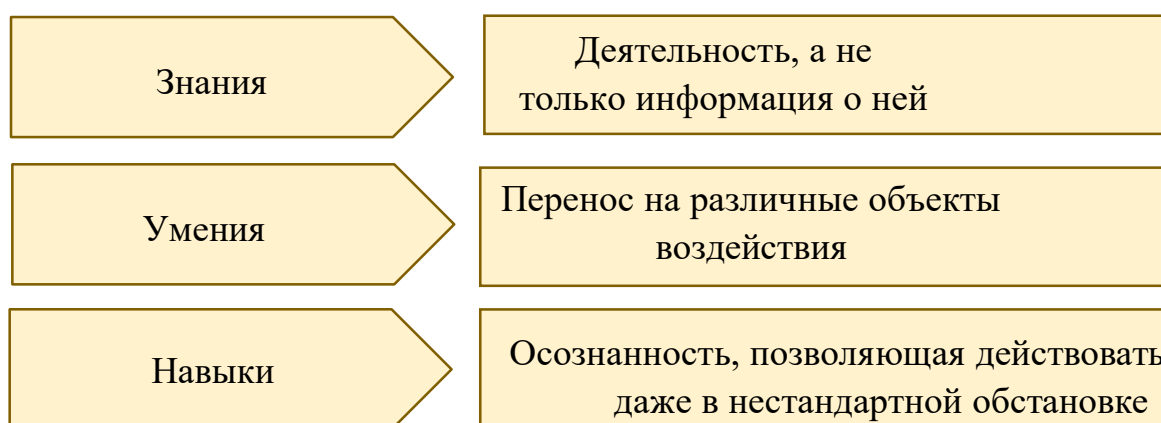 Знания
Деятельность, а не
только информация о ней
Умения
Перенос на различные объекты
воздействия
Навыки
Осознанность, позволяющая действовать
даже в нестандартной обстановке